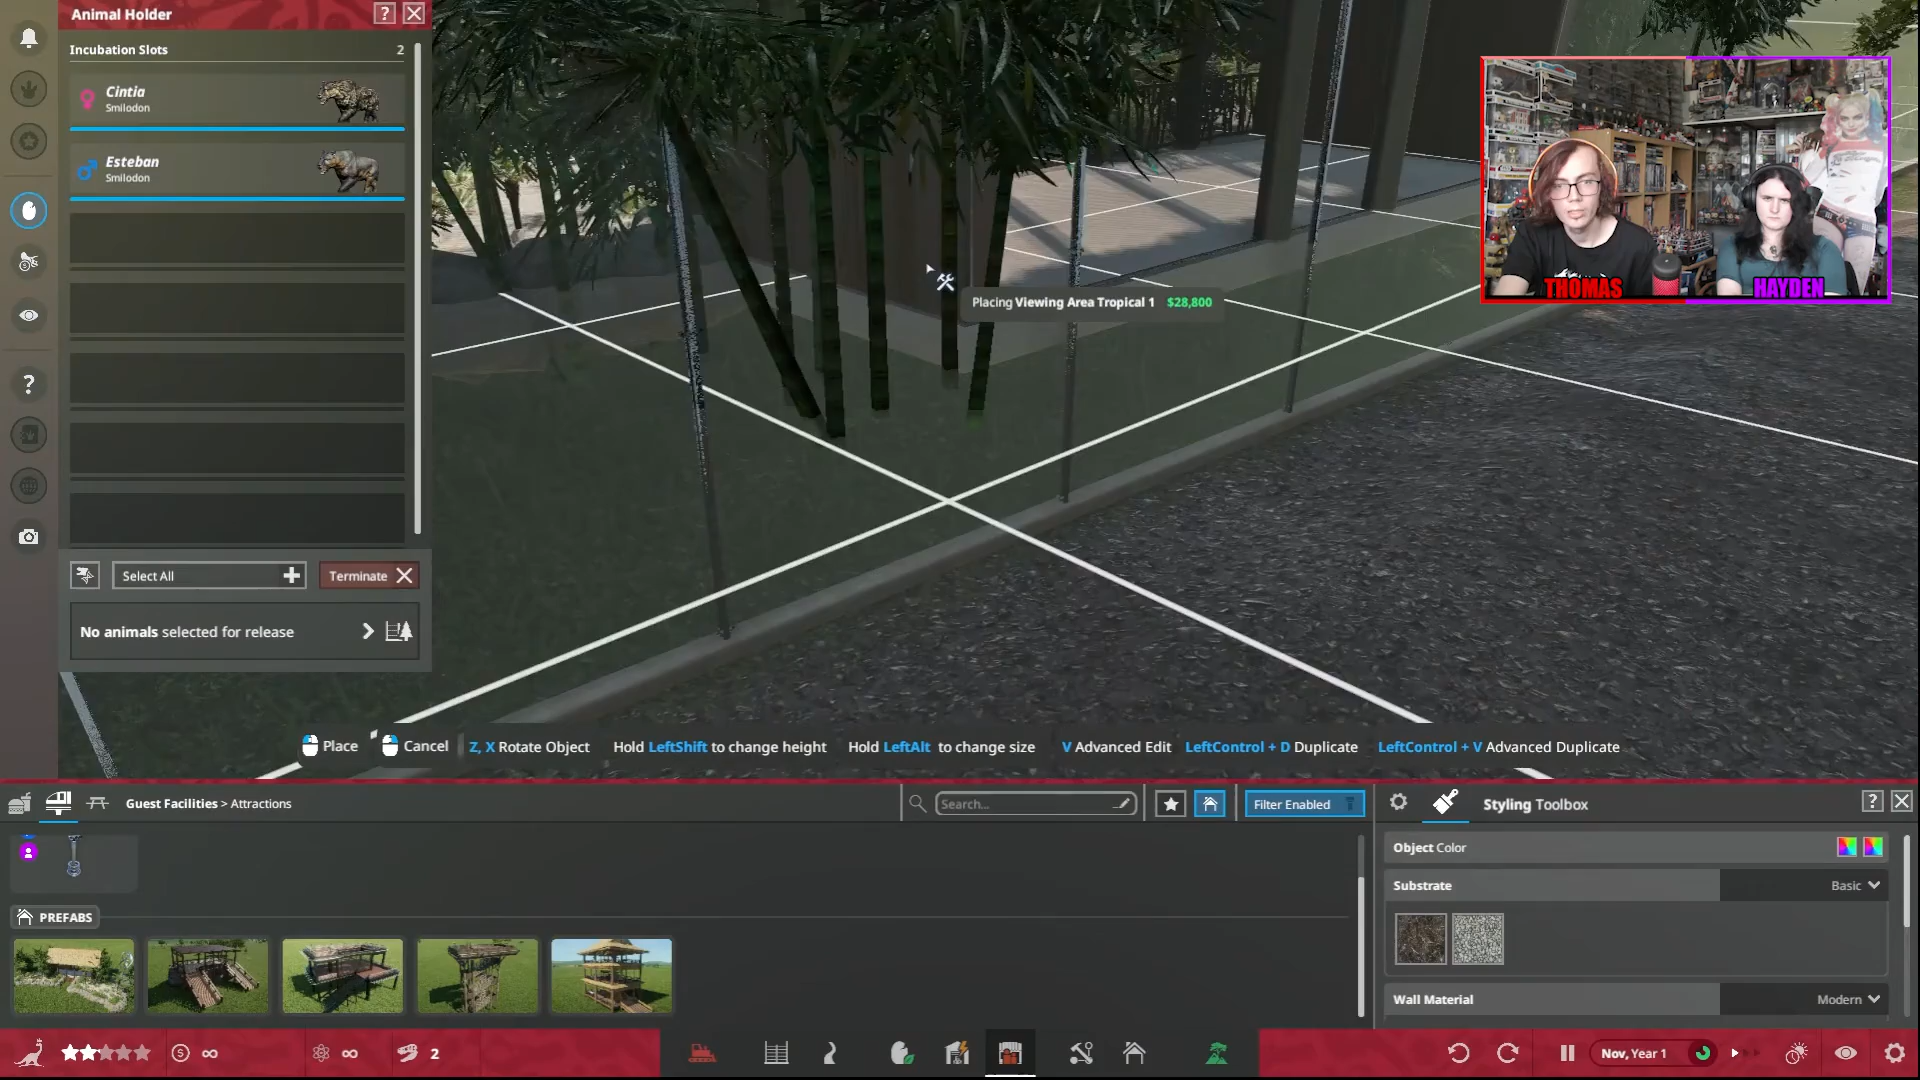 Animal Holder
?
Incubation Slots 2
Cintia
Smilodon
Esteban
Smilodon
Select All
Terminate
No animals selected for release
Placing Viewing Area Tropical 1 $28,800
THOMAS
HAYDEN
Place
Cancel
Z, X Rotate Object
Hold LeftShift to change height
Hold LeftAlt to change size
V Advanced Edit
LeftControl + D Duplicate
LeftControl + V Advanced Duplicate
Guest Facilities > Attractions
Search...
Filter Enabled
Styling Toolbox
?
Object Color
Substrate
Basic
PREFABS
Wall Material
Modern
∞
∞
2
Nov, Year 1